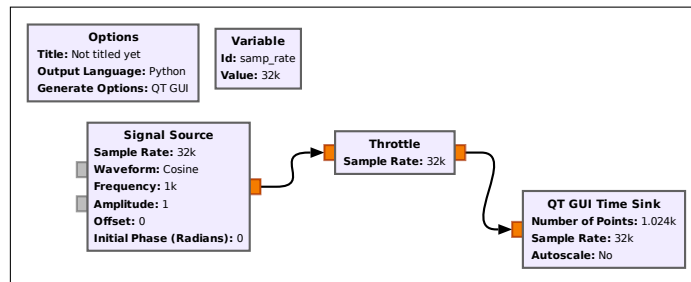 Options
Title: Not titled yet
Output Language: Python
Generate Options: QT GUI
Variable
Id: samp_rate
Value: 32k
Signal Source
Sample Rate: 32k
Waveform: Cosine
Frequency: 1k
Amplitude: 1
Offset: 0
Initial Phase (Radians): 0
Throttle
Sample Rate: 32k
QT GUI Time Sink
Number of Points: 1.024k
Sample Rate: 32k
Autoscale: No